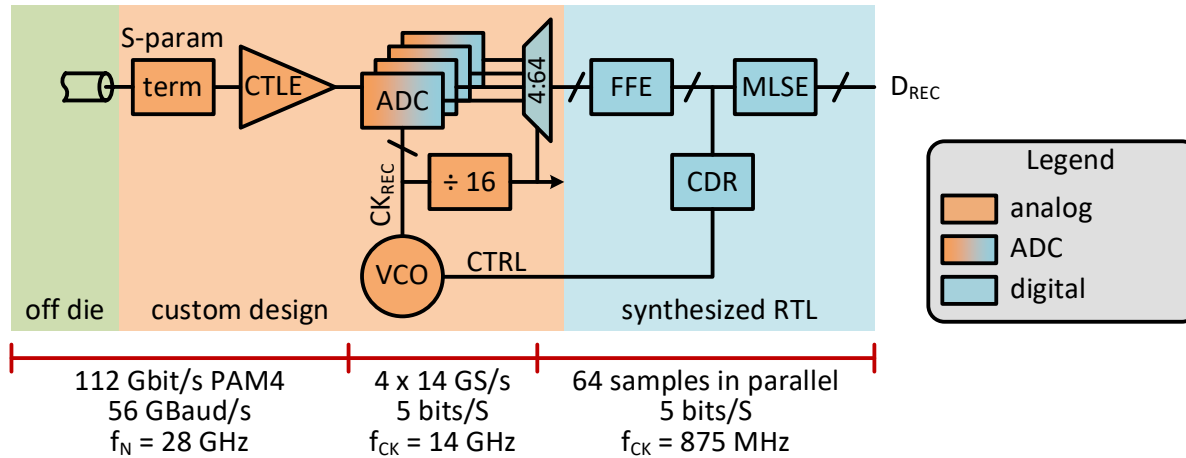 S-param
term
CTLE
ADC
4:64
FFE
MLSE
D_REC
CK_REC
÷ 16
CDR
VCO
CTRL
off die
custom design
synthesized RTL
Legend
analog
ADC
digital
112 Gbit/s PAM4
56 GBaud/s
f_N = 28 GHz
4 x 14 GS/s
5 bits/S
f_CK = 14 GHz
64 samples in parallel
5 bits/S
f_CK = 875 MHz